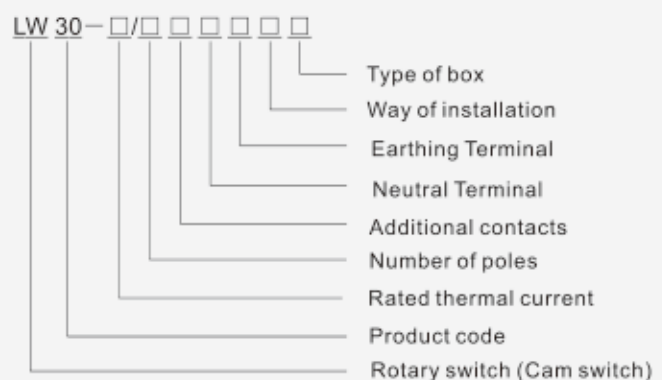 LW 30-□/□□□□□□
Type of box
Way of installation
Earthing Terminal
Neutral Terminal
Additional contacts
Number of poles
Rated thermal current
Product code
Rotary switch (Cam switch)